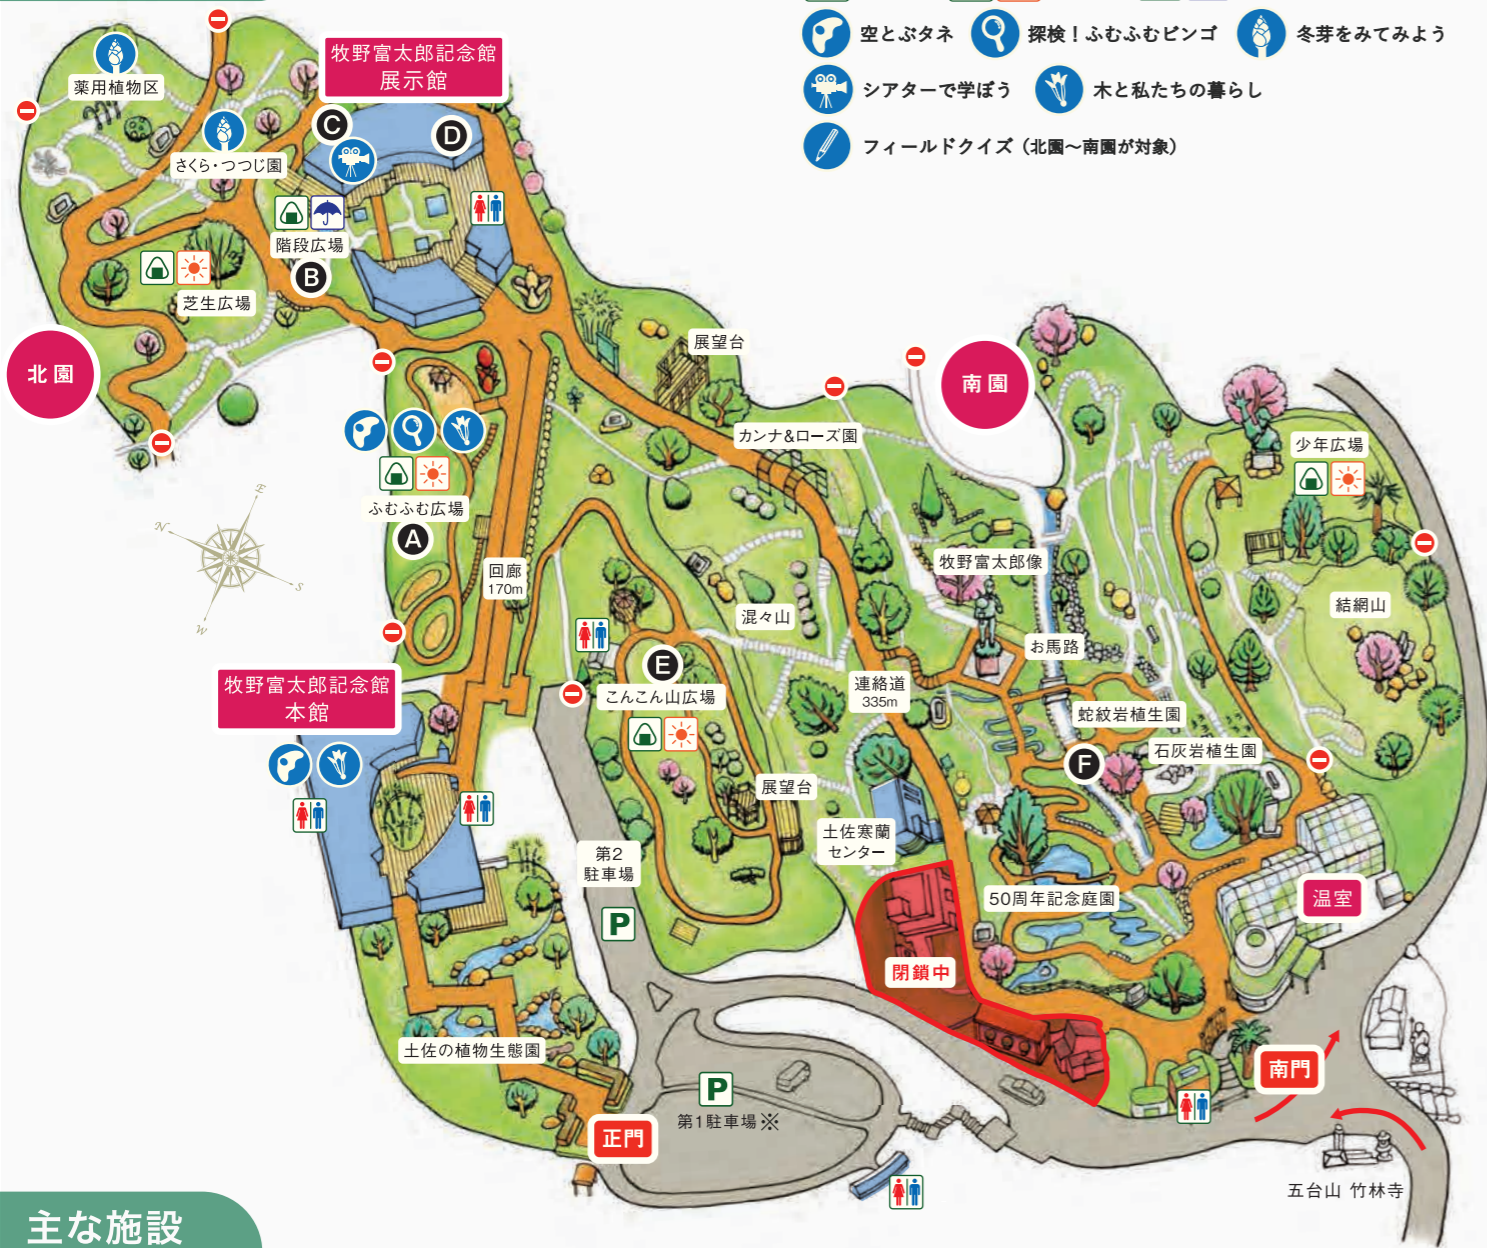 空とぶタネ
探検！ふむふむビンゴ
冬芽をみてみよう
シアターで学ぼう
木と私たちの暮らし
フィールドクイズ（北園〜南園が対象）
牧野富太郎記念館
展示館
薬用植物区
C
D
さくら・つつじ園
階段広場
B
芝生広場
北園
展望台
南園
カンナ&ローズ園
少年広場
ふむふむ広場
A
E
N
S
W
回廊
170m
牧野富太郎像
混々山
結網山
お馬路
E
こんこん山広場
連絡道
335m
牧野富太郎記念館
本館
蛇紋岩植生園
石灰岩植生園
F
展望台
土佐寒蘭
センター
第2
駐車場
P
50周年記念庭園
温室
閉鎖中
土佐の植物生態園
P
第1駐車場※
正門
南門
五台山 竹林寺
主な施設